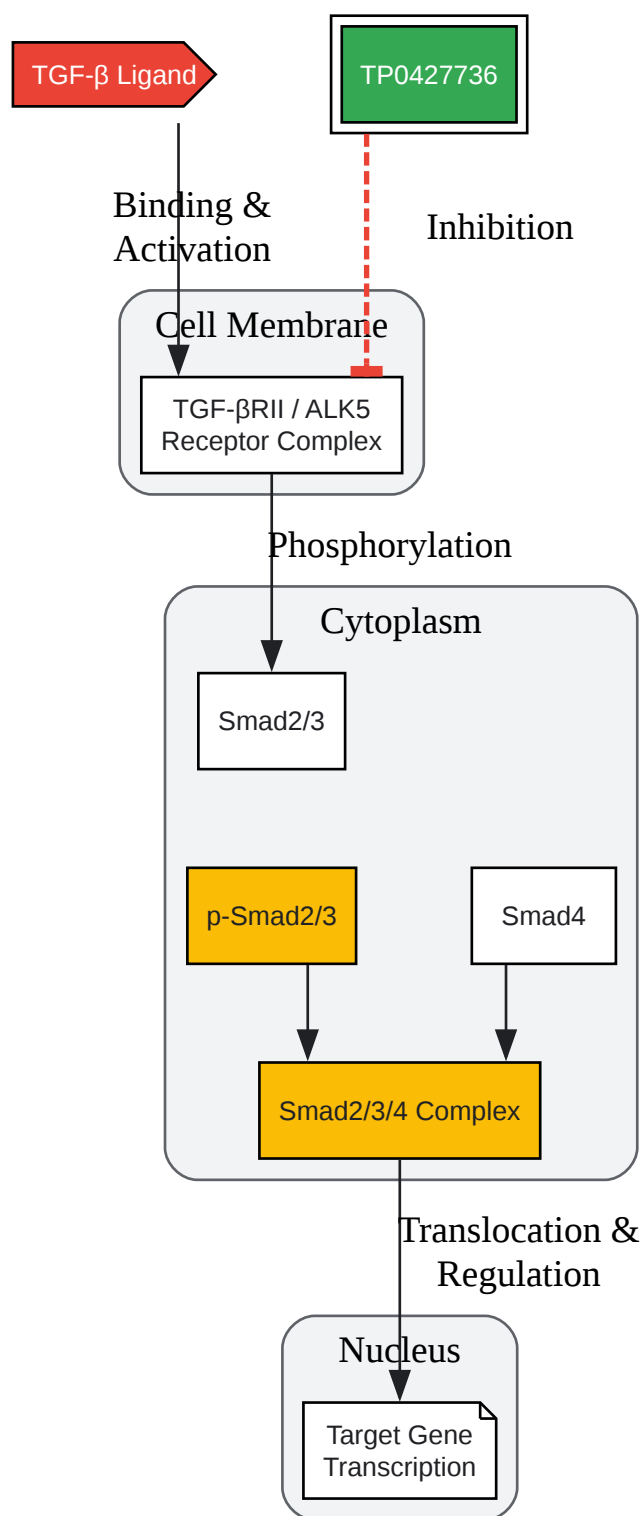 TGF-β Ligand
TP0427736
Binding &
Activation
Inhibition
Cell Membrane
TGF-βRII / ALK5
Receptor Complex
Phosphorylation
Cytoplasm
Smad2/3
p-Smad2/3
Smad4
Smad2/3/4 Complex
Translocation &
Regulation
Nucleus
Target Gene
Transcription